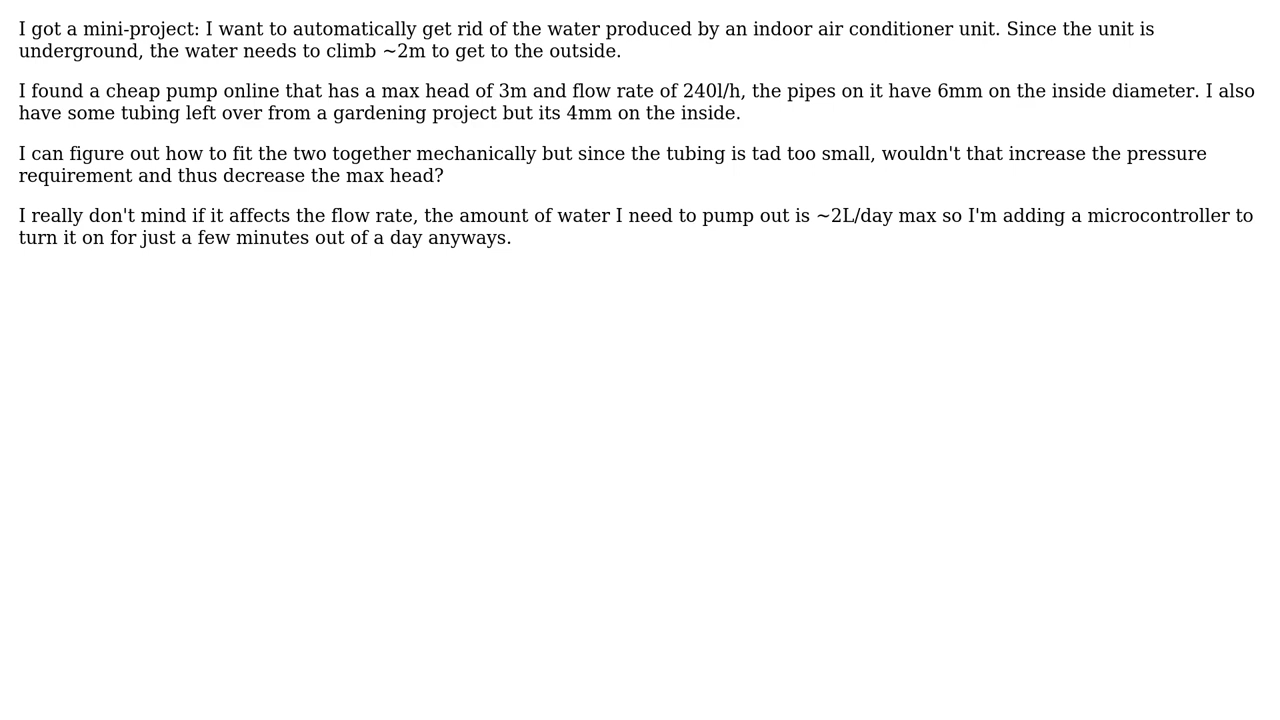 I got a mini-project: I want to automatically get rid of the water produced by an indoor air conditioner unit. Since the unit is
underground, the water needs to climb ~2m to get to the outside.
I found a cheap pump online that has a max head of 3m and flow rate of 240l/h, the pipes on it have 6mm on the inside diameter. I also
have some tubing left over from a gardening project but its 4mm on the inside.
I can figure out how to fit the two together mechanically but since the tubing is tad too small, wouldn't that increase the pressure
requirement and thus decrease the max head?
I really don't mind if it affects the flow rate, the amount of water I need to pump out is ~2L/day max so I'm adding a microcontroller to
turn it on for just a few minutes out of a day anyways.